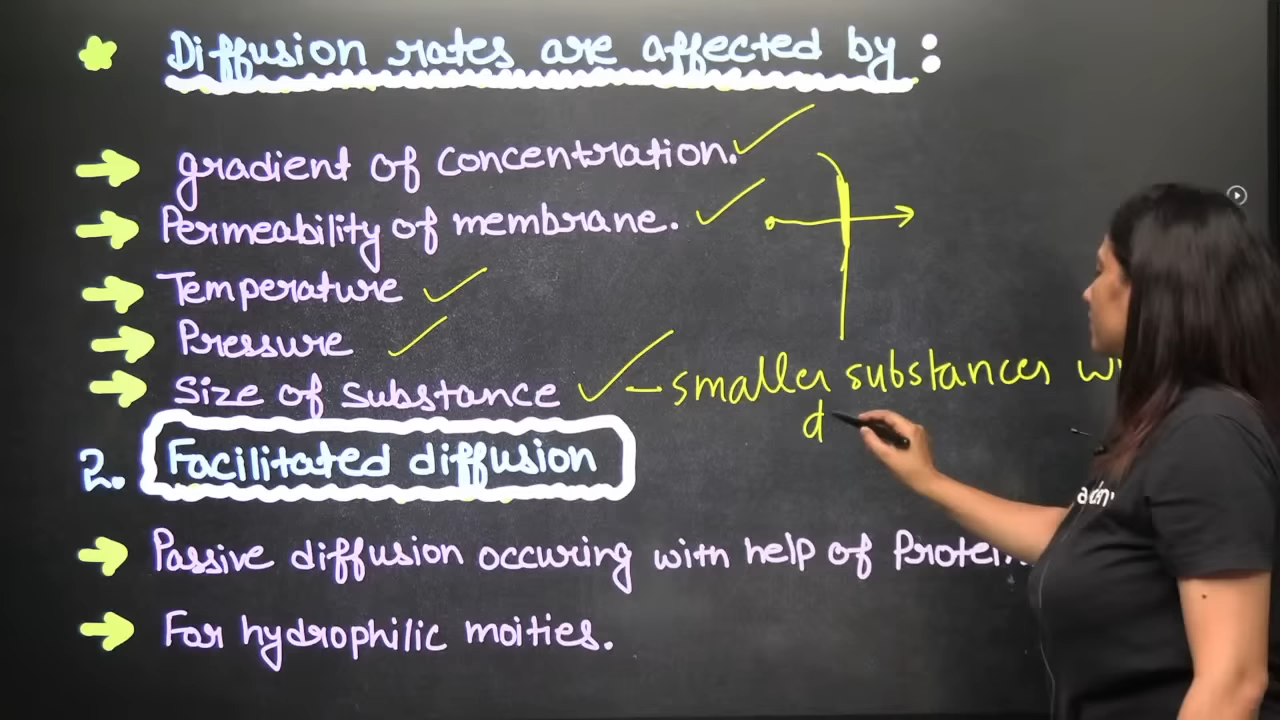 Diffusion rates are affected by :
gradient of concentration.
Permeability of membrane.
Temperature
Pressure
Size of substance - smaller substances
d
2. Facilitated diffusion
Passive diffusion occuring with help of
For hydrophilic moities.